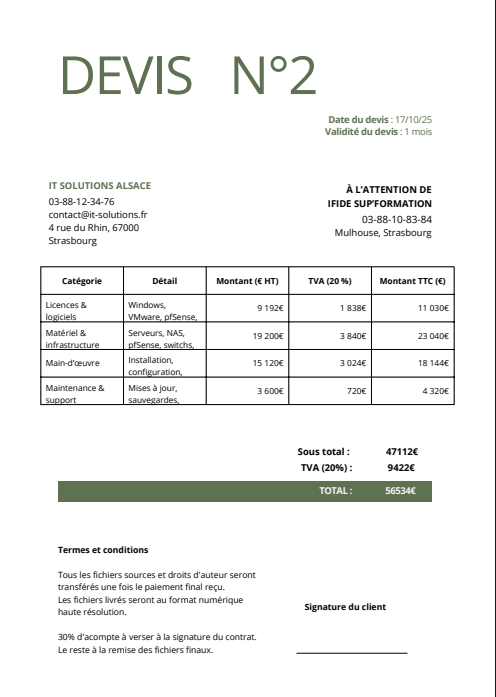 DEVIS N°2
Date du devis : 17/10/25
Validité du devis : 1 mois
IT SOLUTIONS ALSACE
03-88-12-34-76
contact@it-solutions.fr
4 rue du Rhin, 67000
Strasbourg
À L'ATTENTION DE
IFIDE SUP'FORMATION
03-88-10-83-84
Mulhouse, Strasbourg
Catégorie Détail Montant (€ HT) TVA (20 %) Montant TTC (€)
Licences & logiciels Windows, VMware, pfSense, 9 192€ 1 838€ 11 030€
Matériel & infrastructure Serveurs, NAS, pfSense, switchs, 19 200€ 3 840€ 23 040€
Main-d'œuvre Installation, configuration, 15 120€ 3 024€ 18 144€
Maintenance & support Mises à jour, sauvegardes, 3 600€ 720€ 4 320€
Sous total : 47112€
TVA (20%) : 9422€
TOTAL : 56534€
Termes et conditions
Tous les fichiers sources et droits d'auteur seront
transférés une fois le paiement final reçu.
Les fichiers livrés seront au format numérique
haute résolution.
30% d'acompte à verser à la signature du contrat.
Le reste à la remise des fichiers finaux.
Signature du client